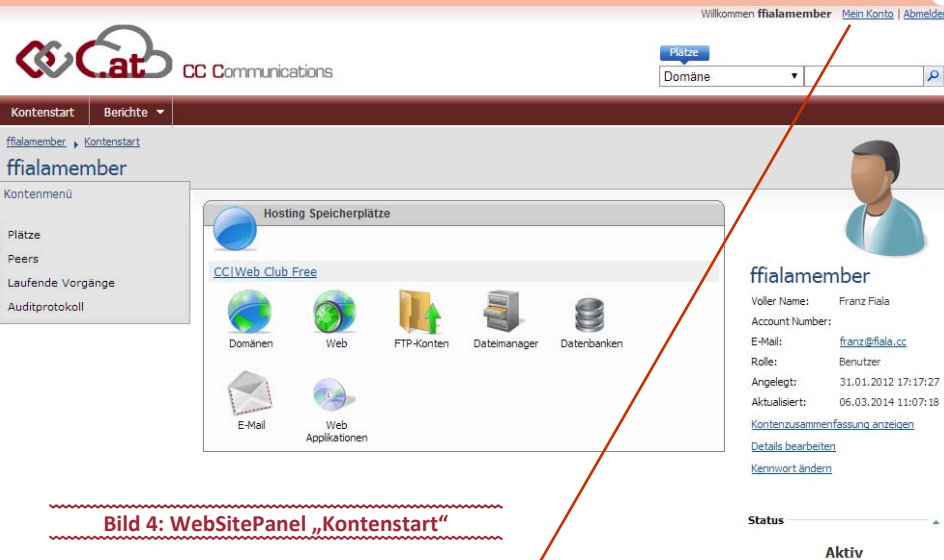 Willkommen ffialamember Mein Konto | Abmelden
Cat CC Communications
Plätze
Domäne
Kontenstart Berichte
ffialamember Kontenstart
ffialamember
Kontenmenü
Plätze
Peers
Laufende Vorgänge
Auditprotokoll
Hosting Speicherplätze
CC|Web Club Free
Domänen Web FTP-Konten Dateimanager Datenbanken
E-Mail Web
Applikationen
ffialamember
Voller Name: Franz Fiala
Account Number:
E-Mail: franz@fiala.cc
Rolle: Benutzer
Angelegt: 31.01.2012 17:17:27
Aktualisiert: 06.03.2014 11:07:18
Kontenzusammenfassung anzeigen
Details bearbeiten
Kennwort ändern
Status
Aktiv
Bild 4: WebSitePanel „Kontenstart“